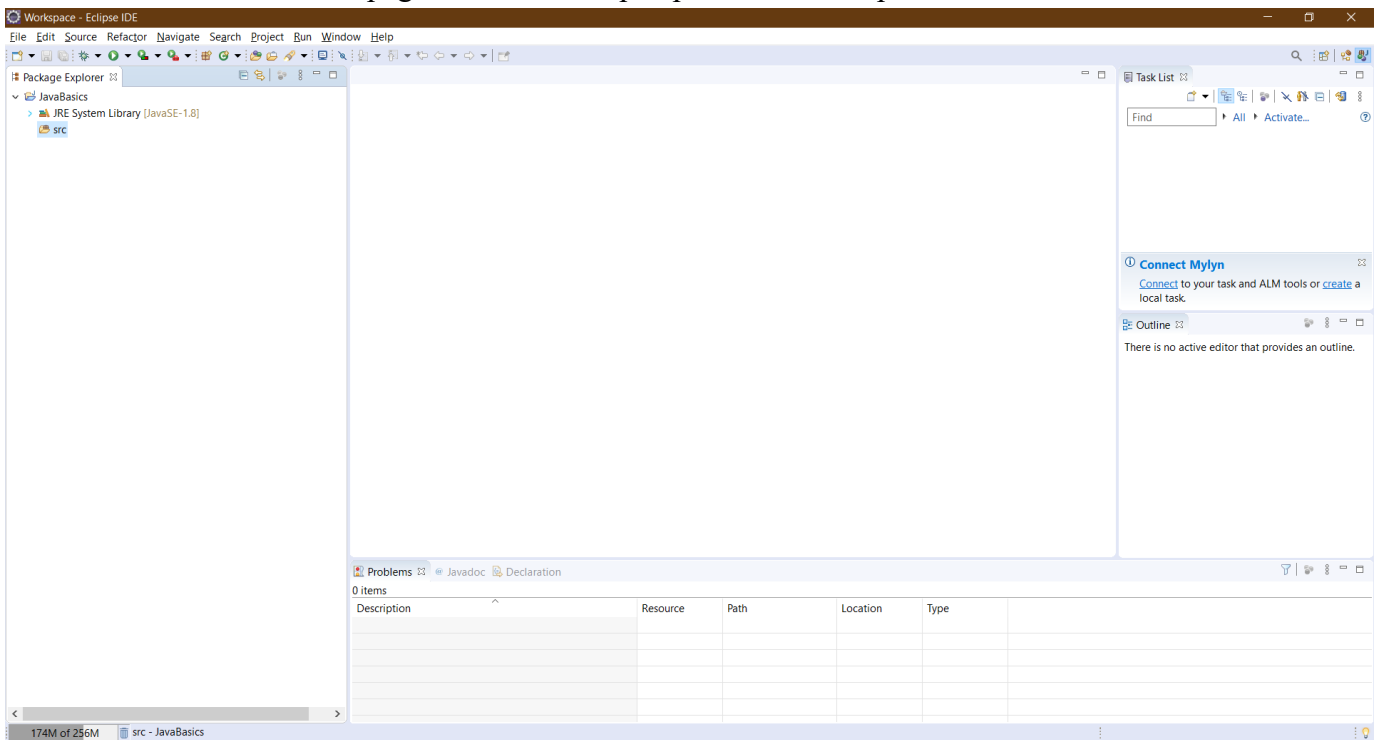 Workspace - Eclipse IDE
File Edit Source Refactor Navigate Search Project Run Window Help
Package Explorer
JavaBasics
JRE System Library [JavaSE-1.8]
src
Task List
Find All Activate...
Connect Mylyn
Connect to your task and ALM tools or create a
local task.
Outline
There is no active editor that provides an outline.
Problems Javadoc Declaration
0 items
Description Resource Path Location Type
174M of 256M src - JavaBasics